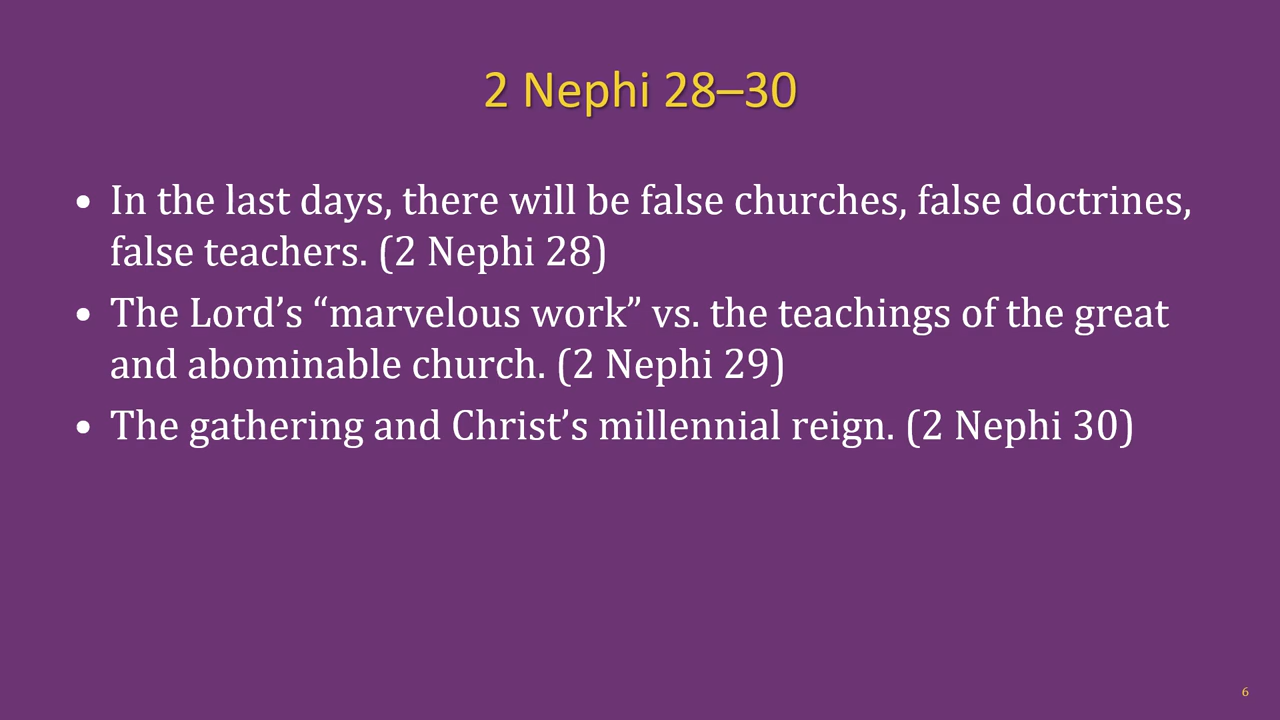 2 Nephi 28–30
• In the last days, there will be false churches, false doctrines,
false teachers. (2 Nephi 28)
• The Lord’s “marvelous work” vs. the teachings of the great
and abominable church. (2 Nephi 29)
• The gathering and Christ’s millennial reign. (2 Nephi 30)
6